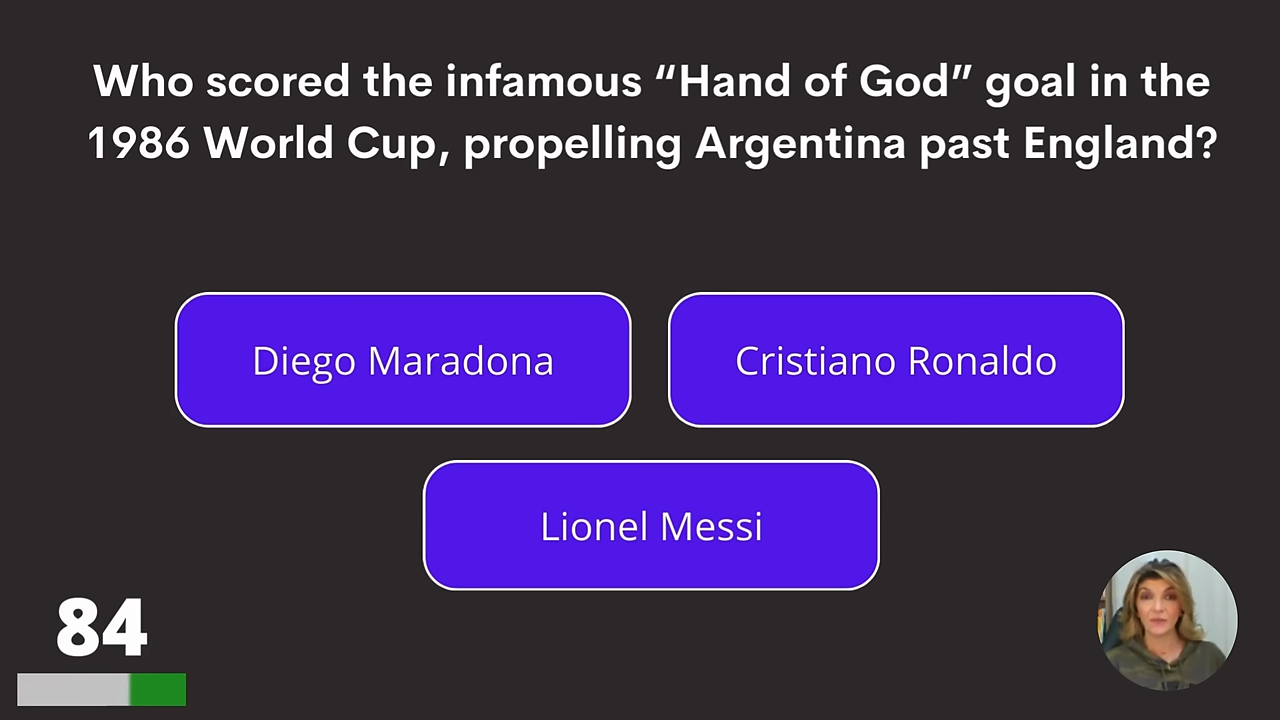 Who scored the infamous “Hand of God” goal in the
1986 World Cup, propelling Argentina past England?
Diego Maradona
Cristiano Ronaldo
Lionel Messi
84